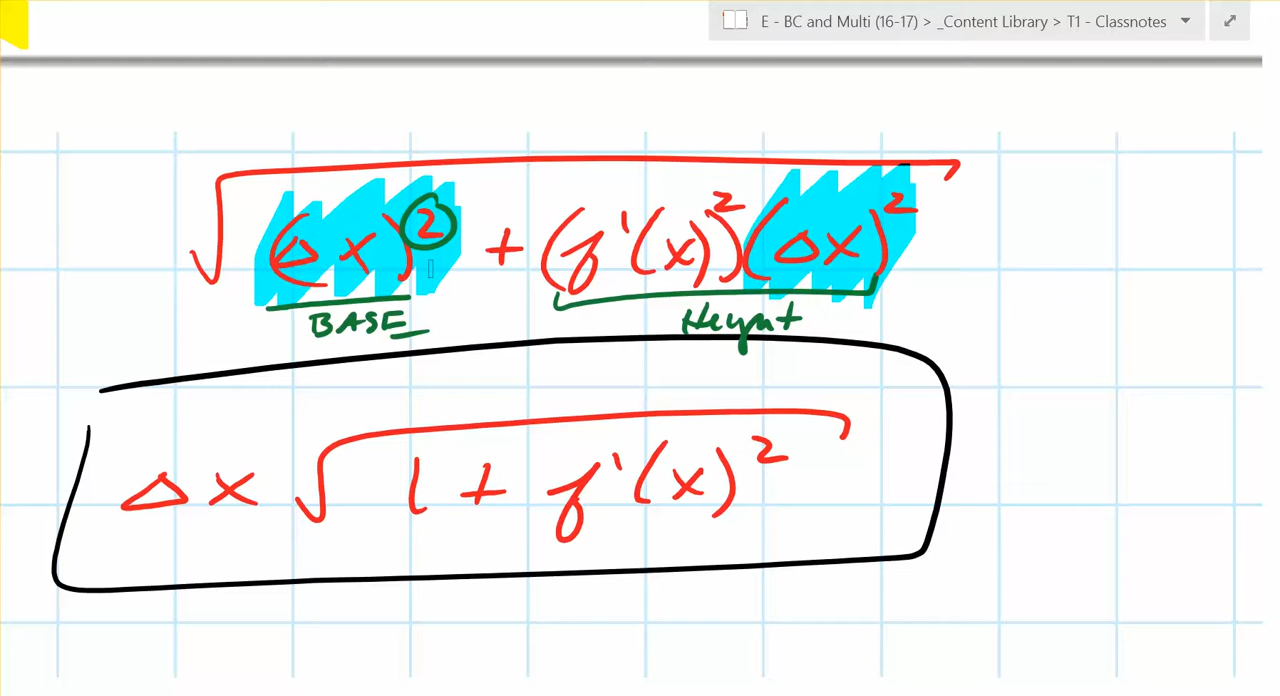 E - BC and Multi (16-17) > _Content Library > T1 - Classnotes
√((Δx)² + (f'(x))²(Δx)²)
BASE Height
Δx √(1 + f'(x)²)